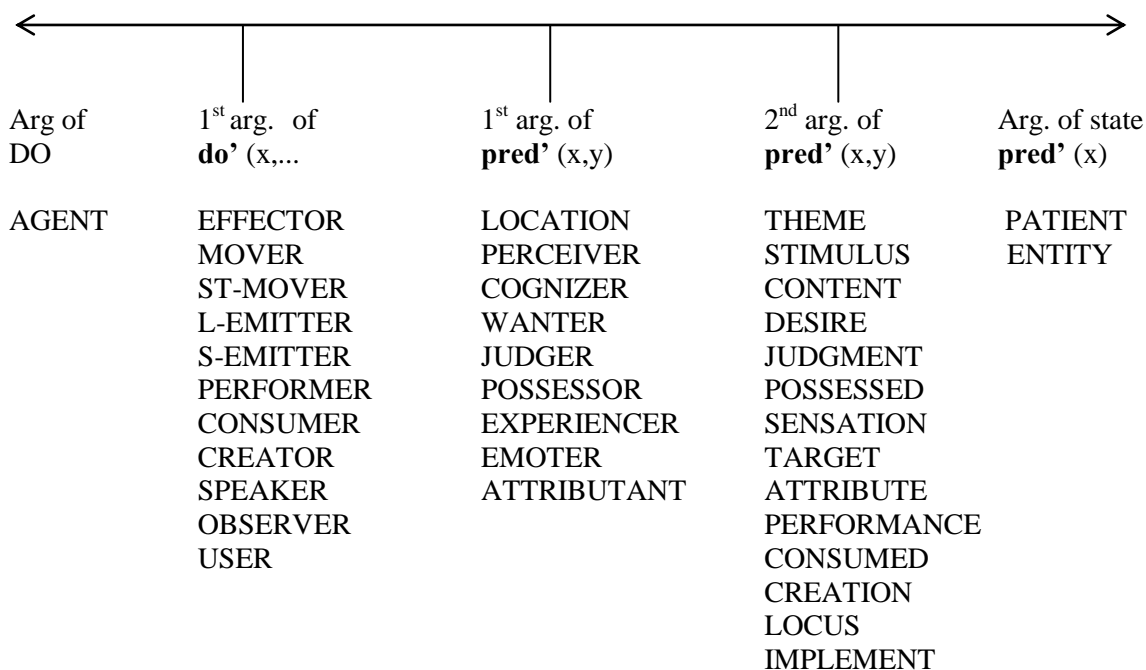 Arg of 1st arg. of 1st arg. of 2nd arg. of Arg. of state
DO do’ (x,... pred’ (x,y) pred’ (x,y) pred’ (x)
AGENT EFFECTOR LOCATION THEME PATIENT
MOVER PERCEIVER STIMULUS ENTITY
ST-MOVER COGNIZER CONTENT
L-EMITTER WANTER DESIRE
S-EMITTER JUDGER JUDGMENT
PERFORMER POSSESSOR POSSESSED
CONSUMER EXPERIENCER SENSATION
CREATOR EMOTER TARGET
SPEAKER ATTRIBUTANT ATTRIBUTE
OBSERVER PERFORMANCE
USER CONSUMED
CREATION
LOCUS
IMPLEMENT